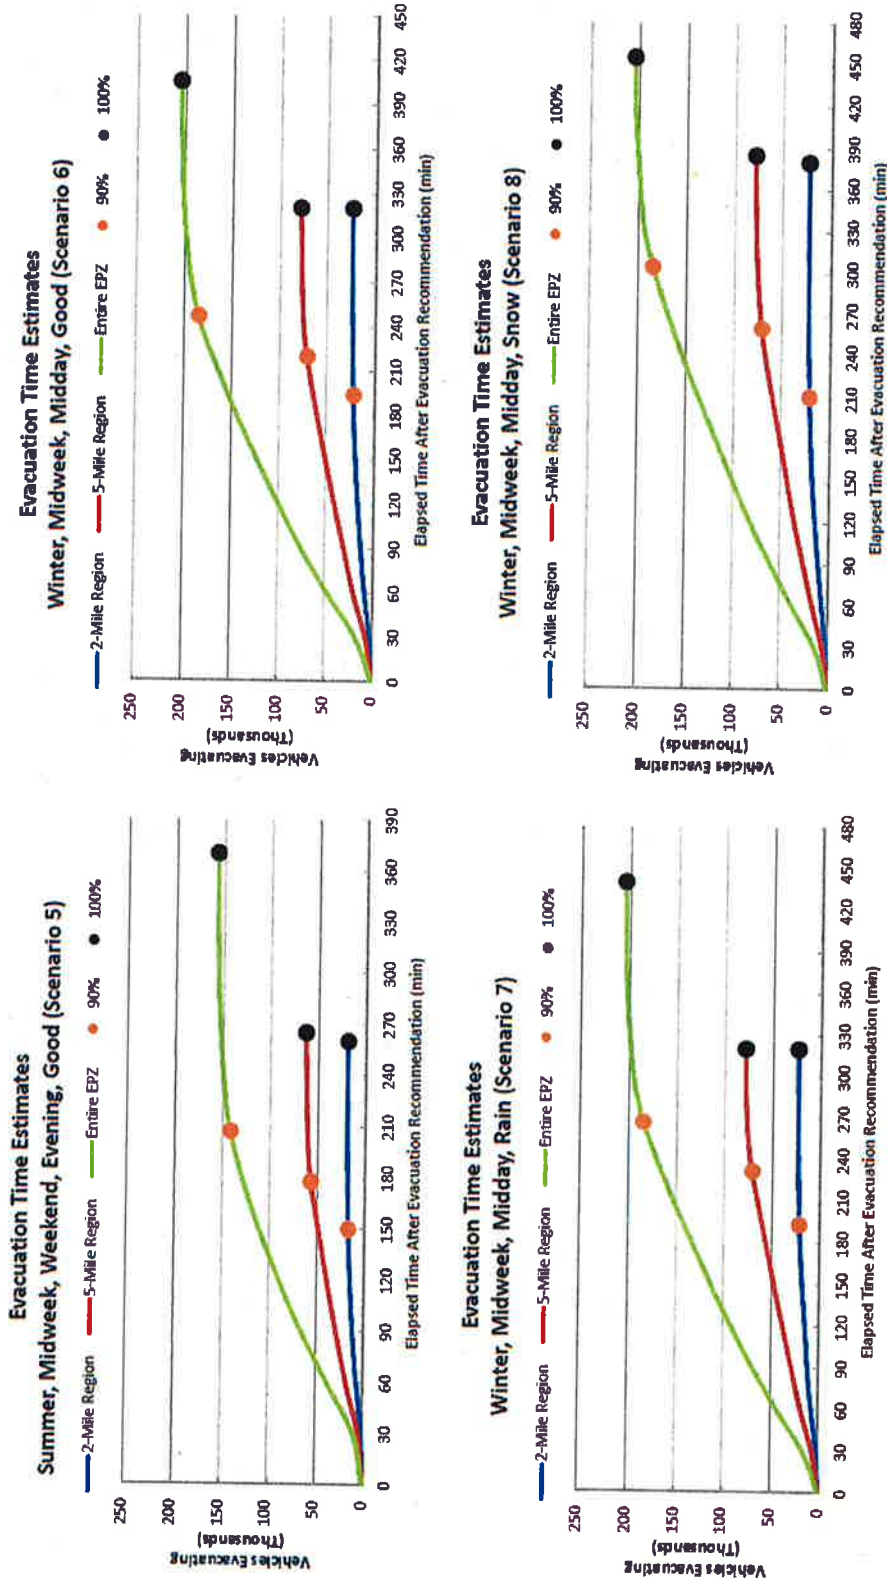 Evacuation Time Estimates
Summer, Midweek, Weekend, Evening, Good (Scenario 5)
2-Mile Region 5-Mile Region Entire EPZ 90% 100%
250
200
150
100
50
0
Vehicles Evacuating
(Thousands)
0 30 60 90 120 150 180 210 240 270 300 330 360 390
Elapsed Time After Evacuation Recommendation (min)
Evacuation Time Estimates
Winter, Midweek, Midday, Good (Scenario 6)
2-Mile Region 5-Mile Region Entire EPZ 90% 100%
250
200
150
100
50
0
Vehicles Evacuating
(Thousands)
0 30 60 90 120 150 180 210 240 270 300 330 360 390 420 450
Elapsed Time After Evacuation Recommendation (min)
Evacuation Time Estimates
Winter, Midweek, Midday, Rain (Scenario 7)
2-Mile Region 5-Mile Region Entire EPZ 90% 100%
250
200
150
100
50
0
Vehicles Evacuating
(Thousands)
0 30 60 90 120 150 180 210 240 270 300 330 360 390 420 450 480
Elapsed Time After Evacuation Recommendation (min)
Evacuation Time Estimates
Winter, Midweek, Midday, Snow (Scenario 8)
2-Mile Region 5-Mile Region Entire EPZ 90% 100%
250
200
150
100
50
0
Vehicles Evacuating
(Thousands)
0 30 60 90 120 150 180 210 240 270 300 330 360 390 420 450 480
Elapsed Time After Evacuation Recommendation (min)